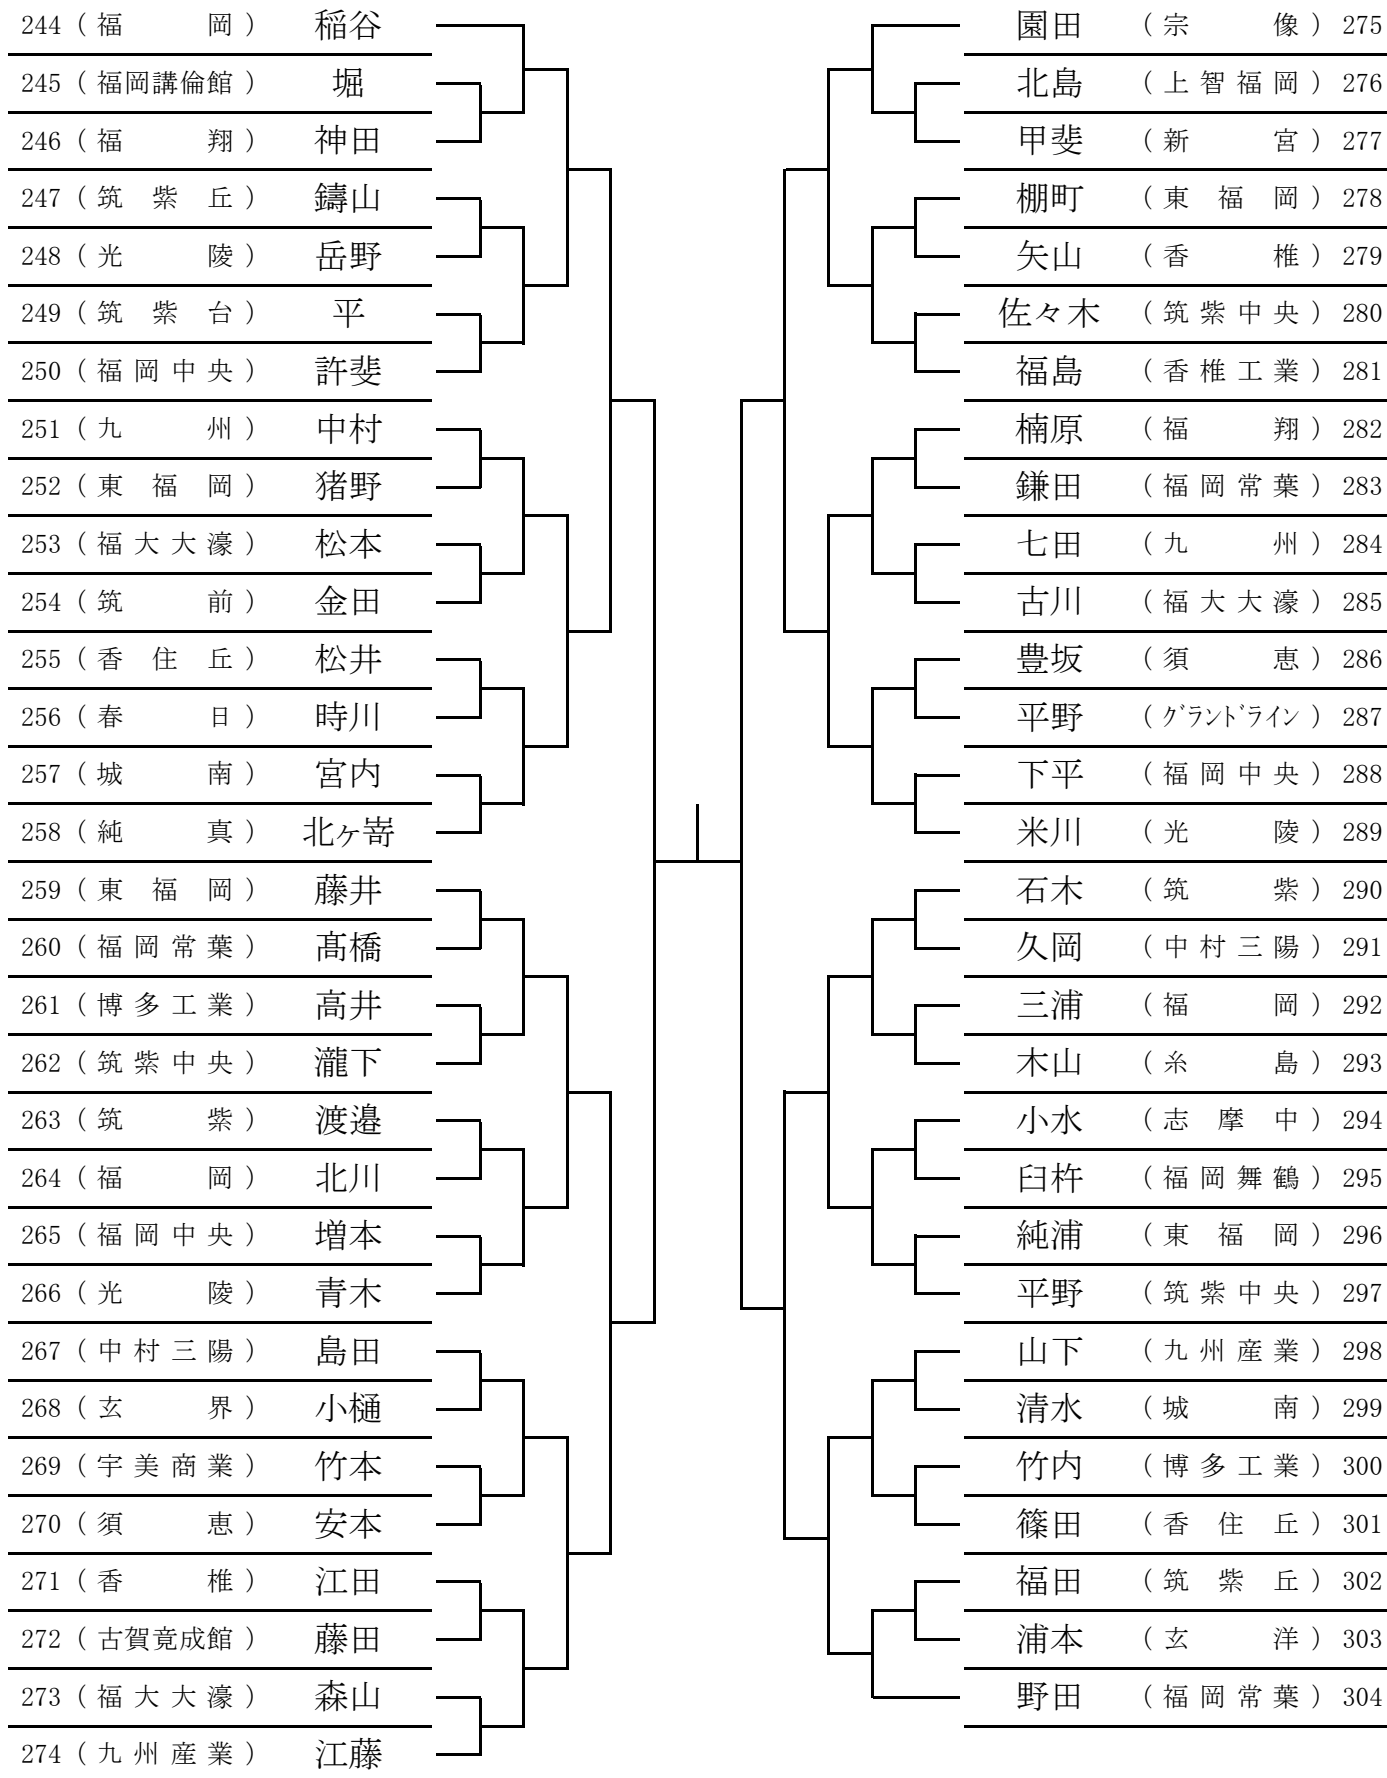 244 ( 福岡 ) 稲谷
245 ( 福岡講倫館 ) 堀
246 ( 福翔 ) 神田
247 ( 筑紫丘 ) 鑄山
248 ( 光陵 ) 岳野
249 ( 筑紫台 ) 平
250 ( 福岡中央 ) 許斐
251 ( 九州 ) 中村
252 ( 東福岡 ) 猪野
253 ( 福大大濠 ) 松本
254 ( 筑前 ) 金田
255 ( 香住丘 ) 松井
256 ( 春日 ) 時川
257 ( 城南 ) 宮内
258 ( 純真 ) 北ヶ嵜
259 ( 東福岡 ) 藤井
260 ( 福岡常葉 ) 髙橋
261 ( 博多工業 ) 高井
262 ( 筑紫中央 ) 瀧下
263 ( 筑紫 ) 渡邉
264 ( 福岡 ) 北川
265 ( 福岡中央 ) 増本
266 ( 光陵 ) 青木
267 ( 中村三陽 ) 島田
268 ( 玄界 ) 小樋
269 ( 宇美商業 ) 竹本
270 ( 須恵 ) 安本
271 ( 香椎 ) 江田
272 ( 古賀竟成館 ) 藤田
273 ( 福大大濠 ) 森山
274 ( 九州産業 ) 江藤
園田 ( 宗像 ) 275
北島 ( 上智福岡 ) 276
甲斐 ( 新宮 ) 277
棚町 ( 東福岡 ) 278
矢山 ( 香椎 ) 279
佐々木 ( 筑紫中央 ) 280
福島 ( 香椎工業 ) 281
楠原 ( 福翔 ) 282
鎌田 ( 福岡常葉 ) 283
七田 ( 九州 ) 284
古川 ( 福大大濠 ) 285
豊坂 ( 須恵 ) 286
平野 ( ｸﾞﾗﾝﾄﾞﾗｲﾝ ) 287
下平 ( 福岡中央 ) 288
米川 ( 光陵 ) 289
石木 ( 筑紫 ) 290
久岡 ( 中村三陽 ) 291
三浦 ( 福岡 ) 292
木山 ( 糸島 ) 293
小水 ( 志摩中 ) 294
臼杵 ( 福岡舞鶴 ) 295
純浦 ( 東福岡 ) 296
平野 ( 筑紫中央 ) 297
山下 ( 九州産業 ) 298
清水 ( 城南 ) 299
竹内 ( 博多工業 ) 300
篠田 ( 香住丘 ) 301
福田 ( 筑紫丘 ) 302
浦本 ( 玄洋 ) 303
野田 ( 福岡常葉 ) 304